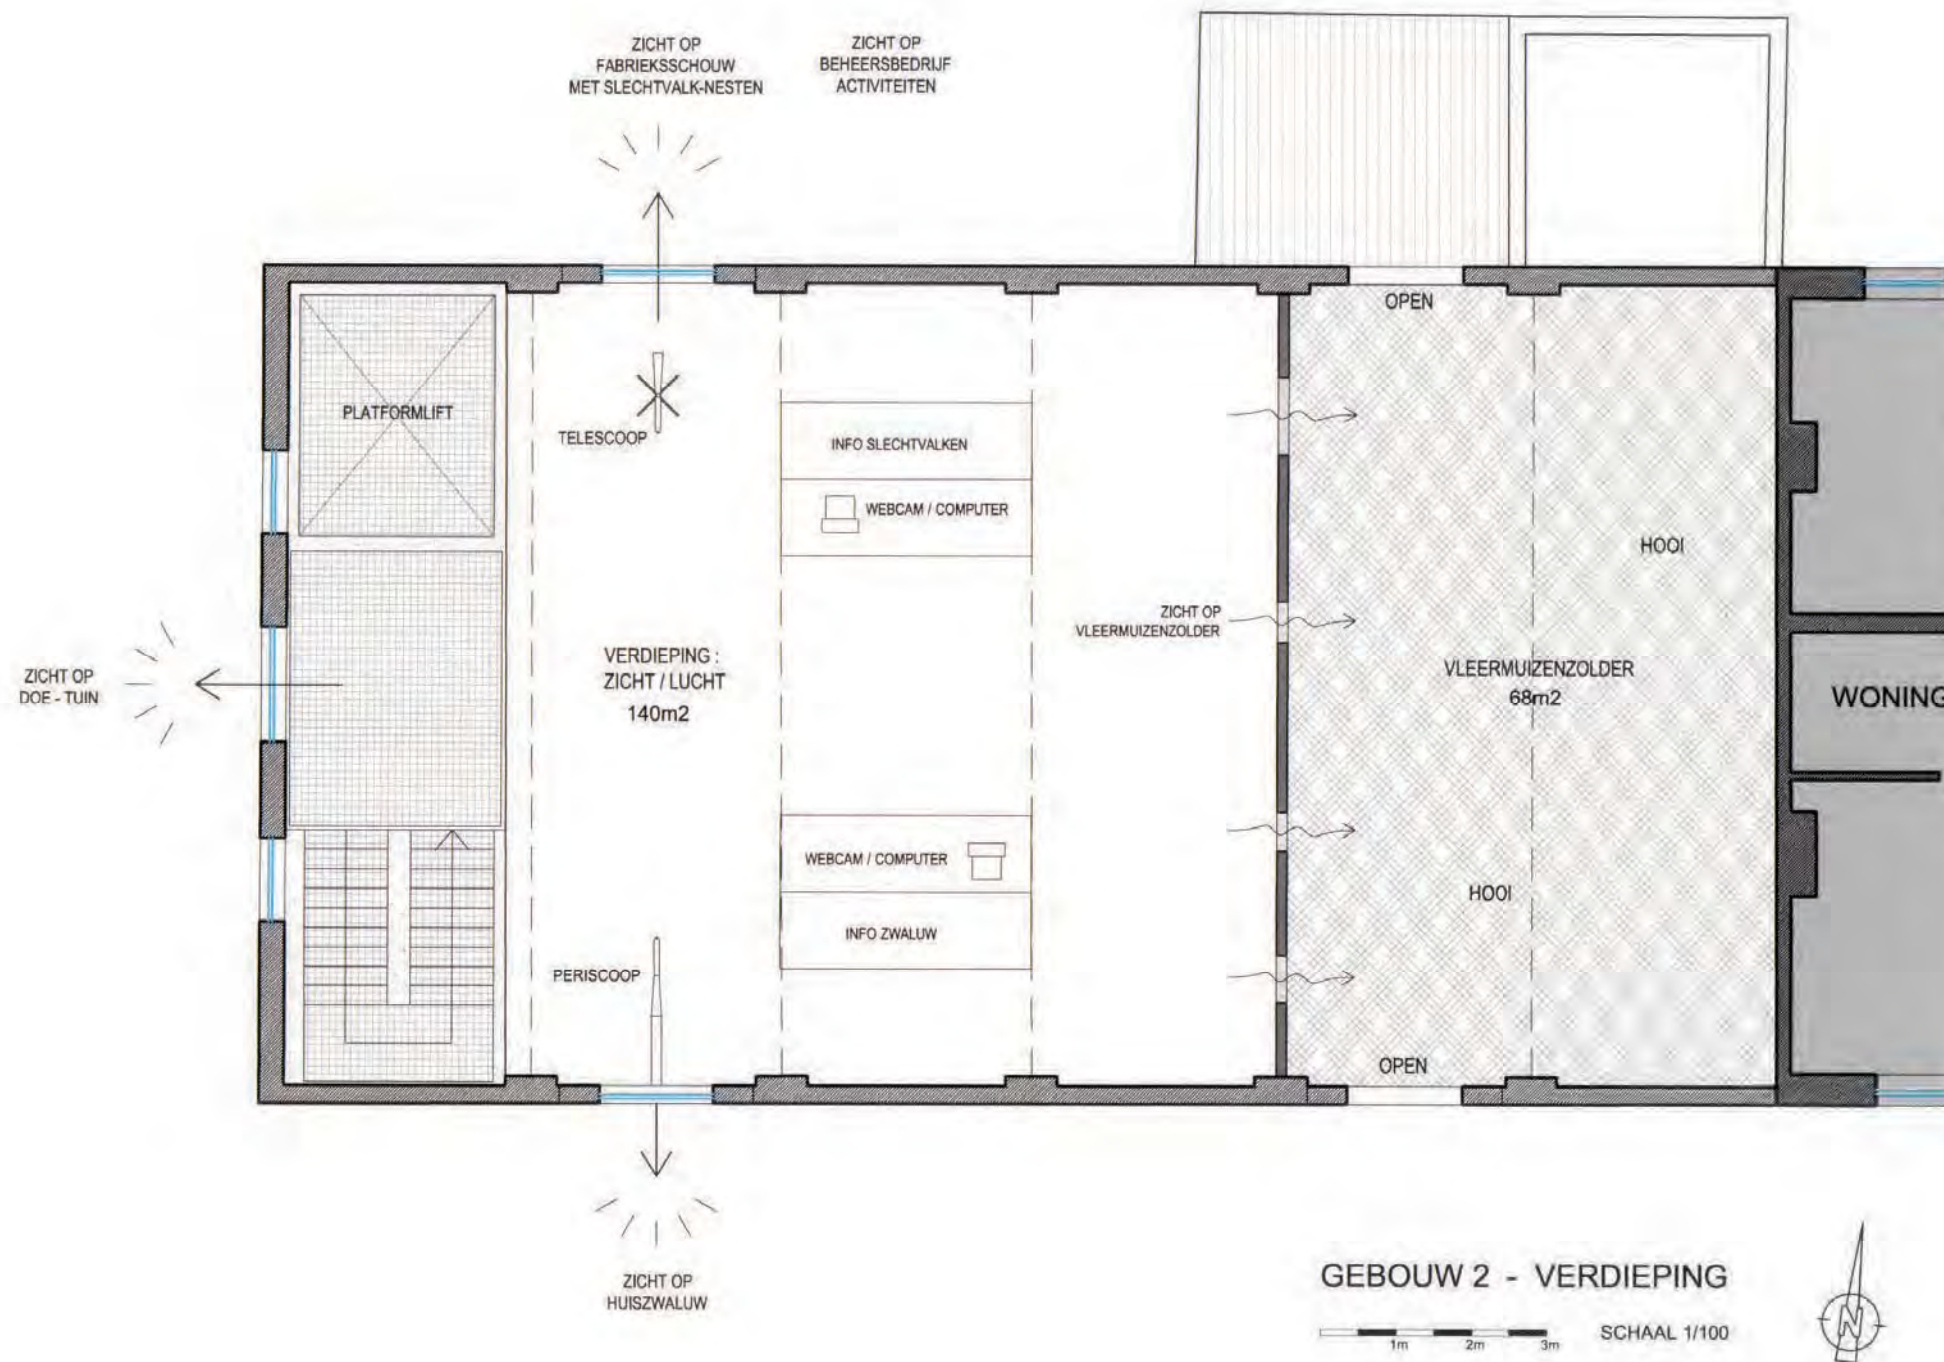 ZICHT OP
FABRIEKSSCHOUW
MET SLECHTVALK-NESTEN
ZICHT OP
BEHEERSBEDRIJF
ACTIVITEITEN
OPEN
PLATFORMLIFT
TELESCOOP
INFO SLECHTVALKEN
WEBCAM / COMPUTER
HOOI
ZICHT OP
VLEERMUIZENZOLDER
ZICHT OP
DOE - TUIN
VERDIEPING :
ZICHT / LUCHT
140m2
VLEERMUIZENZOLDER
68m2
WONING
WEBCAM / COMPUTER
HOOI
INFO ZWALUW
PERISCOOP
OPEN
ZICHT OP
HUISZWALUW
GEBOUW 2 - VERDIEPING
1m 2m 3m
SCHAAL 1/100
N